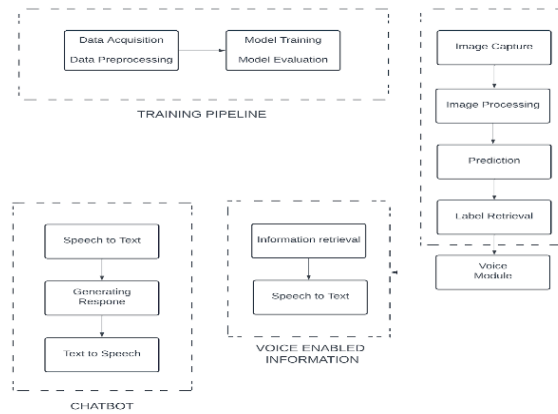 Data Acquisition
Data Preprocessing
Model Training
Model Evaluation
TRAINING PIPELINE
Image Capture
Image Processing
Prediction
Label Retrieval
Voice
Module
Speech to Text
Generating
Respone
Text to Speech
CHATBOT
Information retrieval
Speech to Text
VOICE ENABLED
INFORMATION